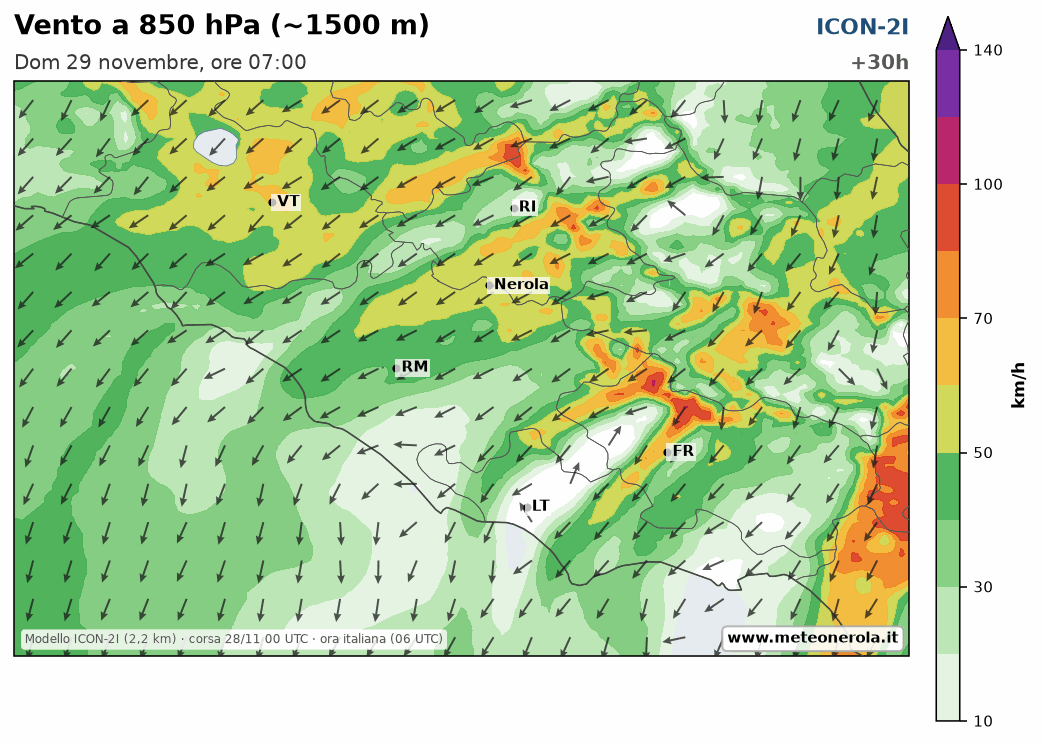 Vento a 850 hPa (~1500 m)
ICON-2I
Dom 29 novembre, ore 07:00
+30h
140
100
70
50
30
10
km/h
VT
RI
Nerola
RM
FR
LT
Modello ICON-2I (2,2 km) · corsa 28/11 00 UTC · ora italiana (06 UTC)
www.meteonerola.it